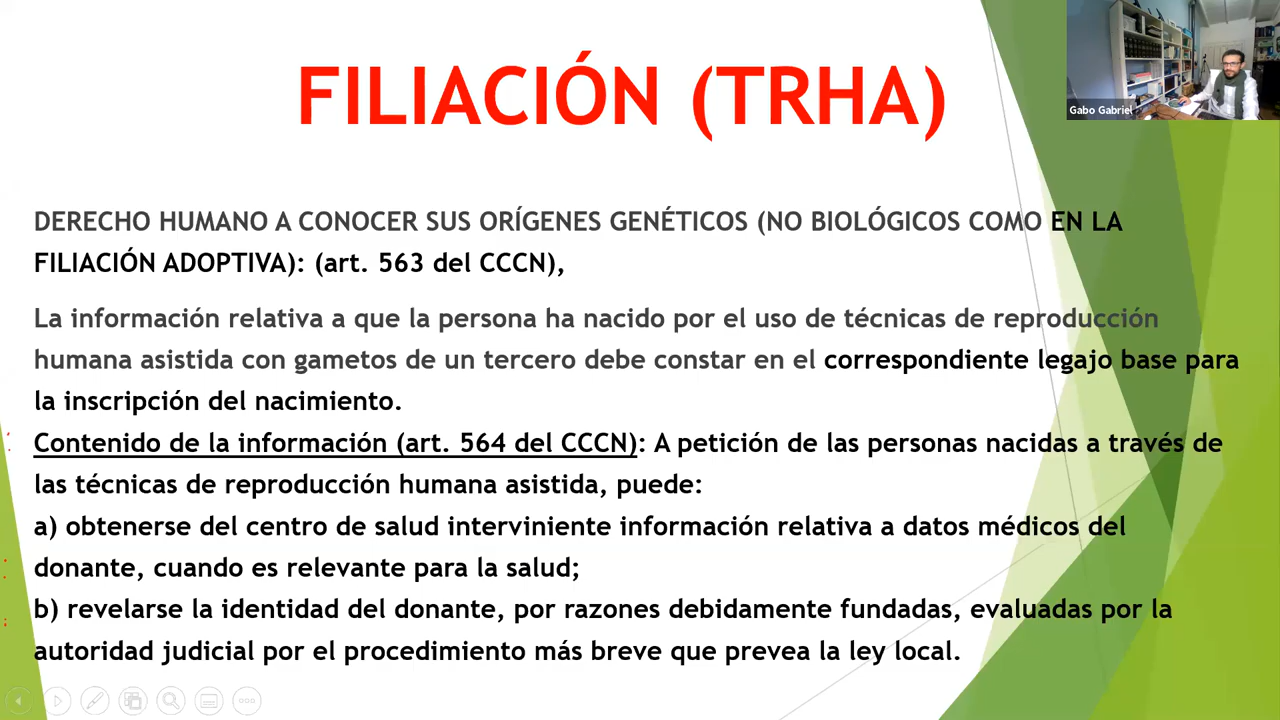 FILIACIÓN (TRHA)
Gabo Gabriel
DERECHO HUMANO A CONOCER SUS ORÍGENES GENÉTICOS (NO BIOLÓGICOS COMO EN LA
FILIACIÓN ADOPTIVA): (art. 563 del CCCN),
La información relativa a que la persona ha nacido por el uso de técnicas de reproducción
humana asistida con gametos de un tercero debe constar en el correspondiente legajo base para
la inscripción del nacimiento.
Contenido de la información (art. 564 del CCCN): A petición de las personas nacidas a través de
las técnicas de reproducción humana asistida, puede:
a) obtenerse del centro de salud interviniente información relativa a datos médicos del
donante, cuando es relevante para la salud;
b) revelarse la identidad del donante, por razones debidamente fundadas, evaluadas por la
autoridad judicial por el procedimiento más breve que prevea la ley local.